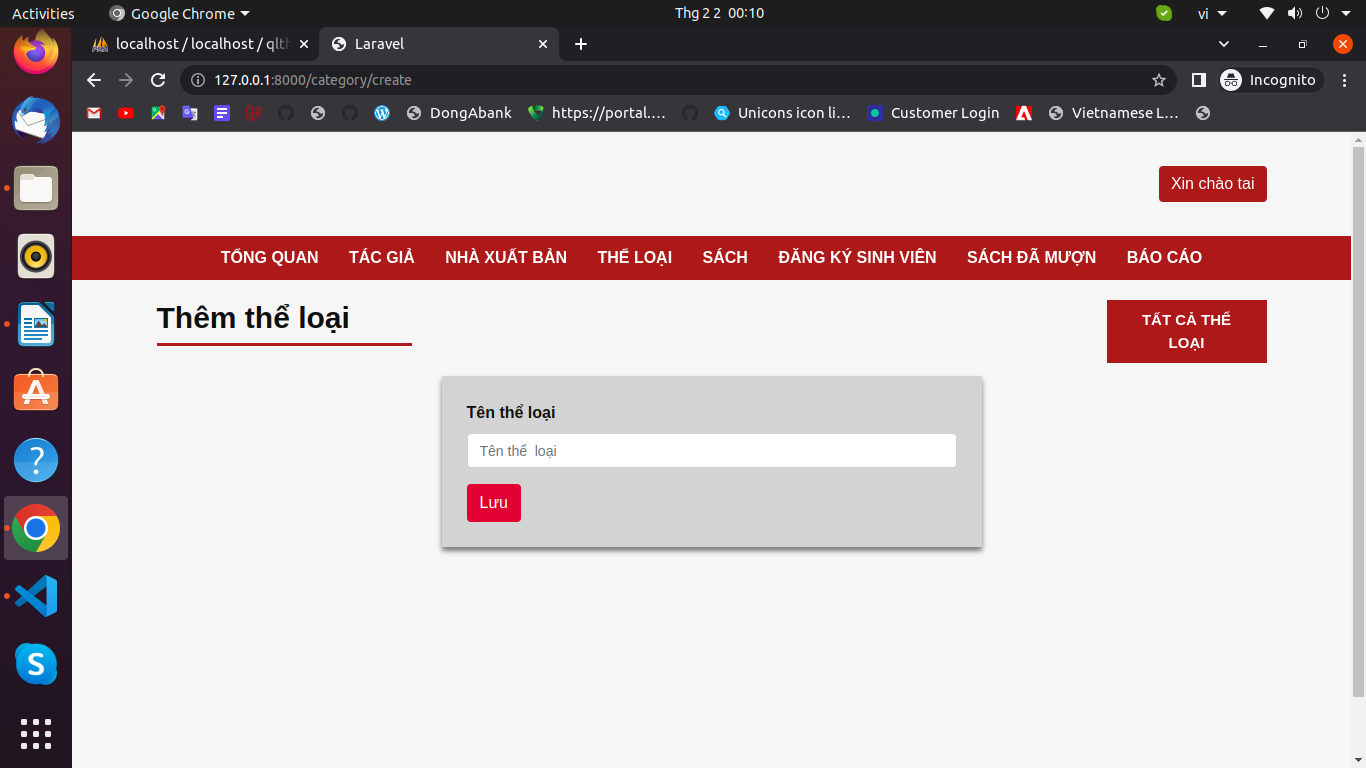 Activities Google Chrome Thg 2 2 00:10 vi
localhost / localhost / qlth Laravel
127.0.0.1:8000/category/create Incognito
DongAbank https://portal.... Unicons icon li... Customer Login Vietnamese L...
Xin chào tai
TỔNG QUAN TÁC GIẢ NHÀ XUẤT BẢN THỂ LOẠI SÁCH ĐĂNG KÝ SINH VIÊN SÁCH ĐÃ MƯỢN BÁO CÁO
Thêm thể loại
TẤT CẢ THỂ
LOẠI
Tên thể loại
Tên thể loại
Lưu